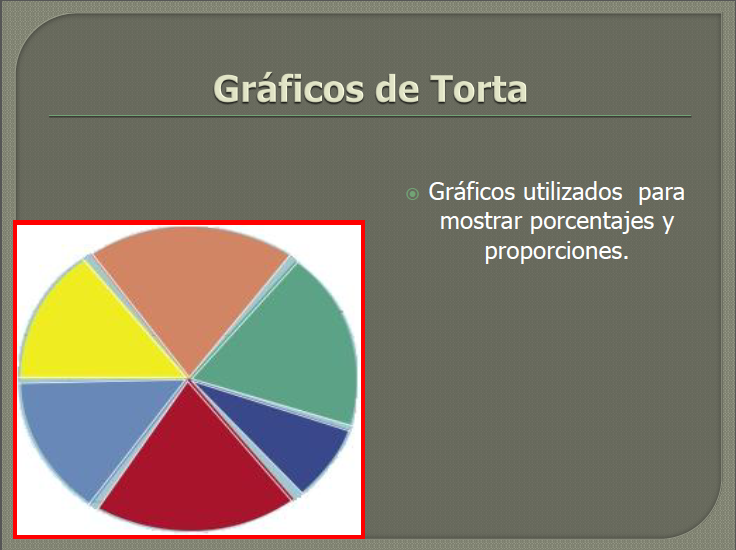 Gráficos de Torta
Gráficos utilizados para
mostrar porcentajes y
proporciones.